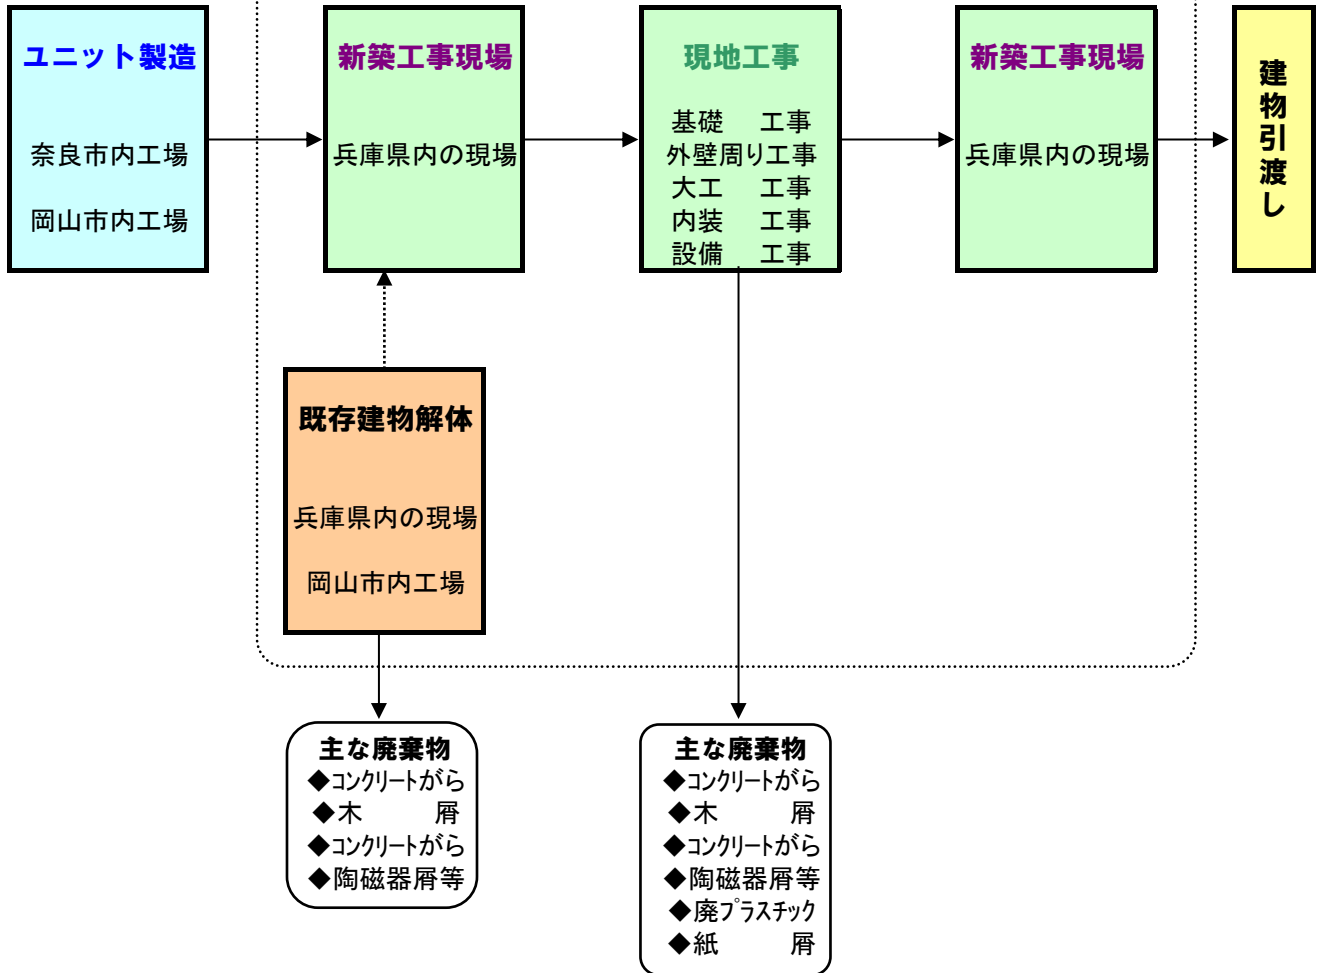 ユニット製造
奈良市内工場
岡山市内工場
新築工事現場
兵庫県内の現場
現地工事
基礎　工事
外壁周り工事
大工　工事
内装　工事
設備　工事
新築工事現場
兵庫県内の現場
建物引渡し
既存建物解体
兵庫県内の現場
岡山市内工場
主な廃棄物
◆コンクリートがら
◆木　　　屑
◆コンクリートがら
◆陶磁器屑等
主な廃棄物
◆コンクリートがら
◆木　　　屑
◆コンクリートがら
◆陶磁器屑等
◆廃プラスチック
◆紙　　　屑